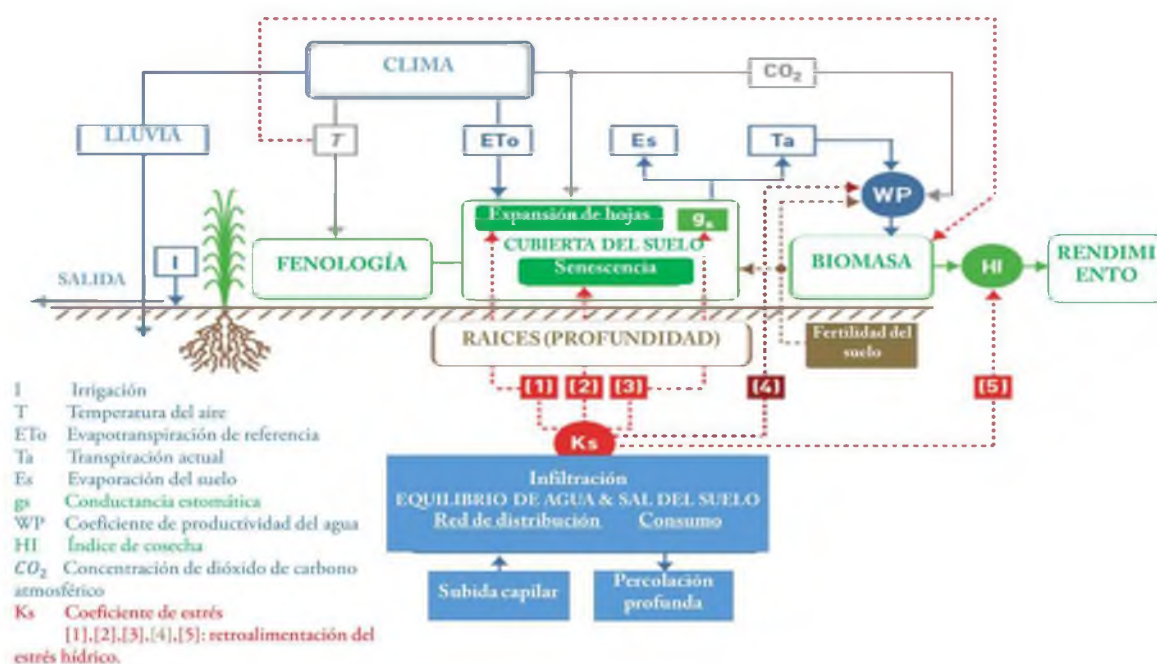 CLIMA
CO₂
LLUVIA
T
ETo
Es
Ta
WP
Expansión de hojas
gs
CUBIERTA DEL SUELO
Senescencia
FENOLOGÍA
BIOMASA
HI
RENDIMI
ENTO
I
SALIDA
RAICES (PROFUNDIDAD)
Fertilidad del
suelo
(1)
(2)
(3)
(4)
(5)
Ks
Infiltración
EQUILIBRIO DE AGUA & SAL DEL SUELO
Red de distribución Consumo
Subida capilar
Percolación
profunda
I Irrigación
T Temperatura del aire
ETo Evapotranspiración de referencia
Ta Transpiración actual
Es Evaporación del suelo
gs Conductancia estomática
WP Coeficiente de productividad del agua
HI Índice de cosecha
CO₂ Concentración de dióxido de carbono
atmosférico
Ks Coeficiente de estrés
[1],[2],[3],[4],[5]: retroalimentación del
estrés hídrico.